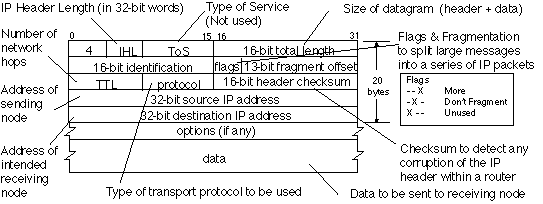 IP Header Length (in 32-bit words)
Type of Service
(Not used)
Size of datagram (header + data)
Flags & Fragmentation
to split large messages
into a series of IP packets
Number of
network
hops
0
15 16
31
4
IHL
ToS
16-bit total Length
16-bit identification
flags
13-bit fragment offset
TTL
protocol
16-bit header checksum
32-bit source IP address
32-bit destination IP address
options (if any)
data
20
bytes
Flags
- - X More
- X - Don't Fragment
X - - Unused
Address of
sending
node
Address of
intended
receiving
node
Type of transport protocol to be used
Checksum to detect any
corruption of the IP
header within a router
Data to be sent to receiving node